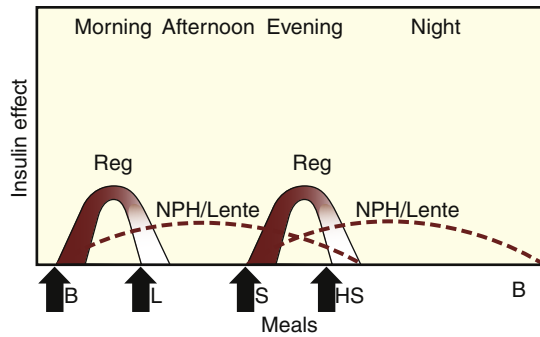 Morning Afternoon Evening Night
Insulin effect
Reg Reg
NPH/Lente NPH/Lente
B L S HS B
Meals